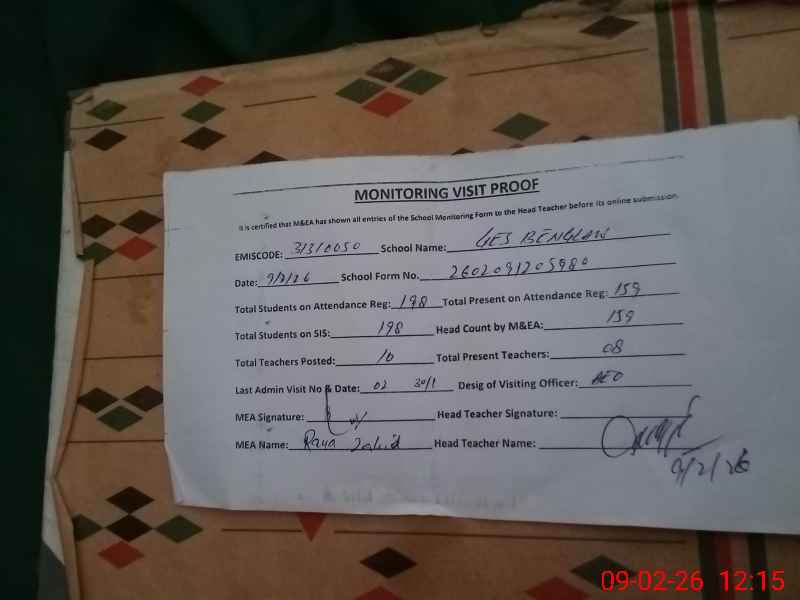 MONITORING VISIT PROOF
It is certified that M&EA has shown all entries of the School Monitoring Form to the Head Teacher before its online submission.
EMISCODE: 31310050 School Name: GES BENGLOW
Date: 9/2/26 School Form No. 2602091205980
Total Students on Attendance Reg: 198 Total Present on Attendance Reg: 159
Total Students on SIS: 198 Head Count by M&EA: 159
Total Teachers Posted: 10 Total Present Teachers: 08
Last Admin Visit No & Date: 02 30/1 Desig of Visiting Officer: AEO
MEA Signature: Head Teacher Signature:
MEA Name: Rana Zahid Head Teacher Name:
9/2/26
09-02-26 12:15